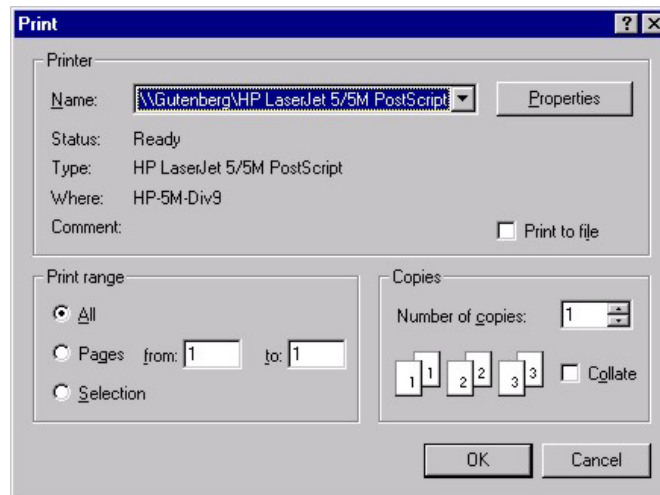 Print
Printer
Name: \\Gutenberg\HP LaserJet 5/5M PostScript Properties
Status: Ready
Type: HP LaserJet 5/5M PostScript
Where: HP-5M-Div9
Comment: Print to file
Print range
All
Pages from: 1 to: 1
Selection
Copies
Number of copies: 1
1 1 2 2 3 3 Collate
OK Cancel